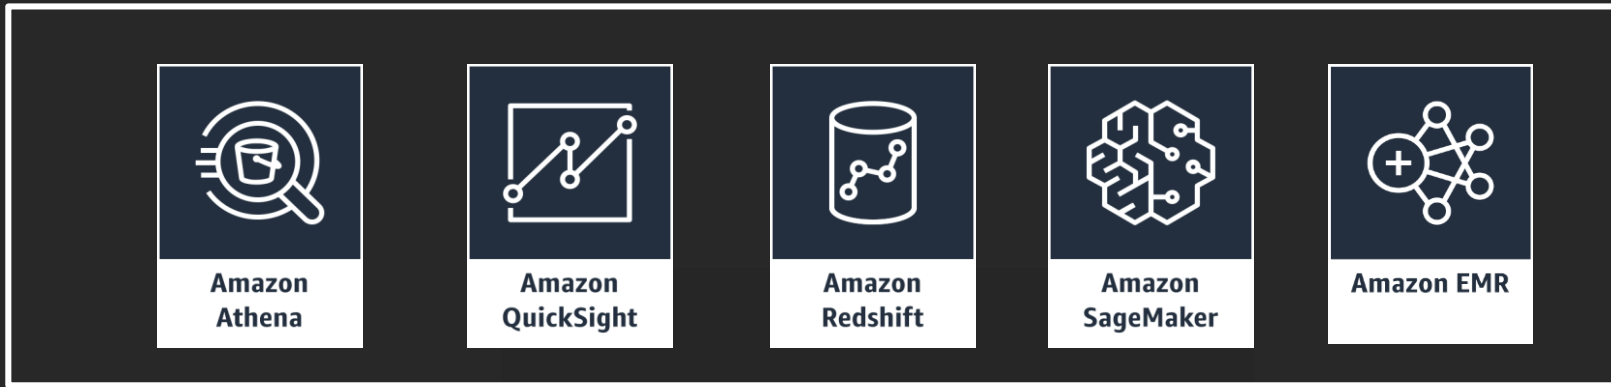 Amazon
Athena
Amazon
QuickSight
Amazon
Redshift
Amazon
SageMaker
Amazon EMR